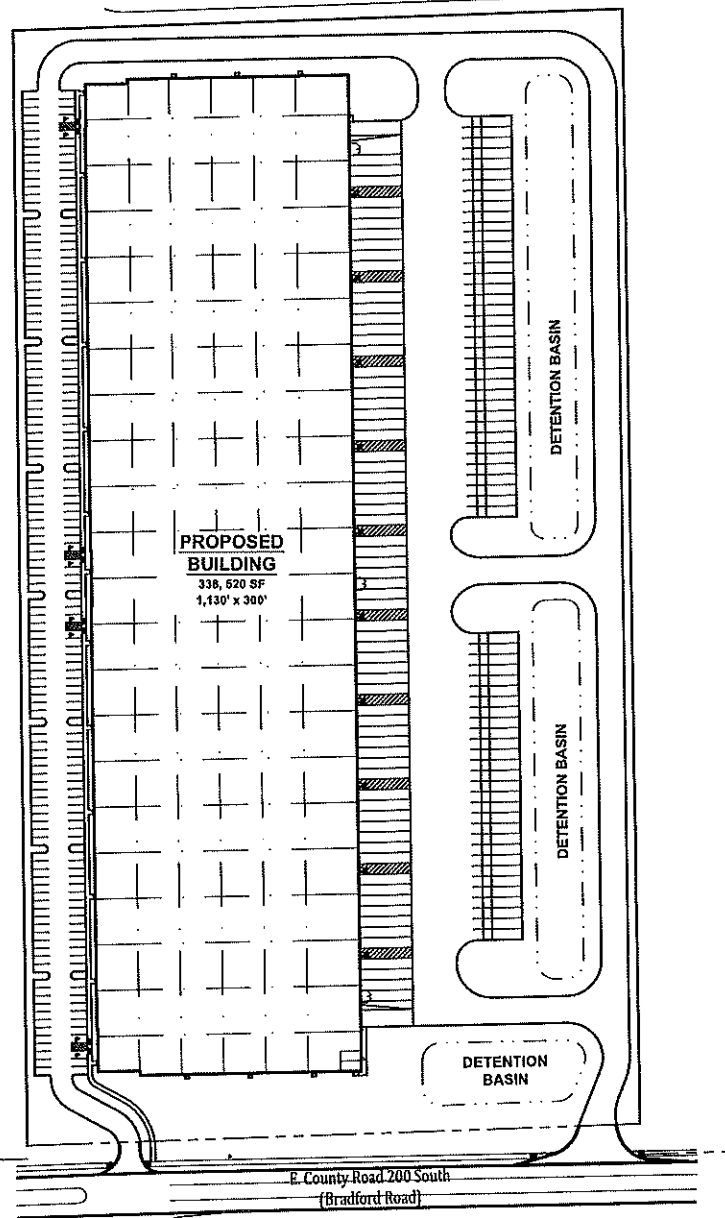 DETENTION BASIN
PROPOSED
BUILDING
338, 520 SF
1,130' x 300'
DETENTION BASIN
DETENTION
BASIN
E. County Road 200 South
(Bradford Road)